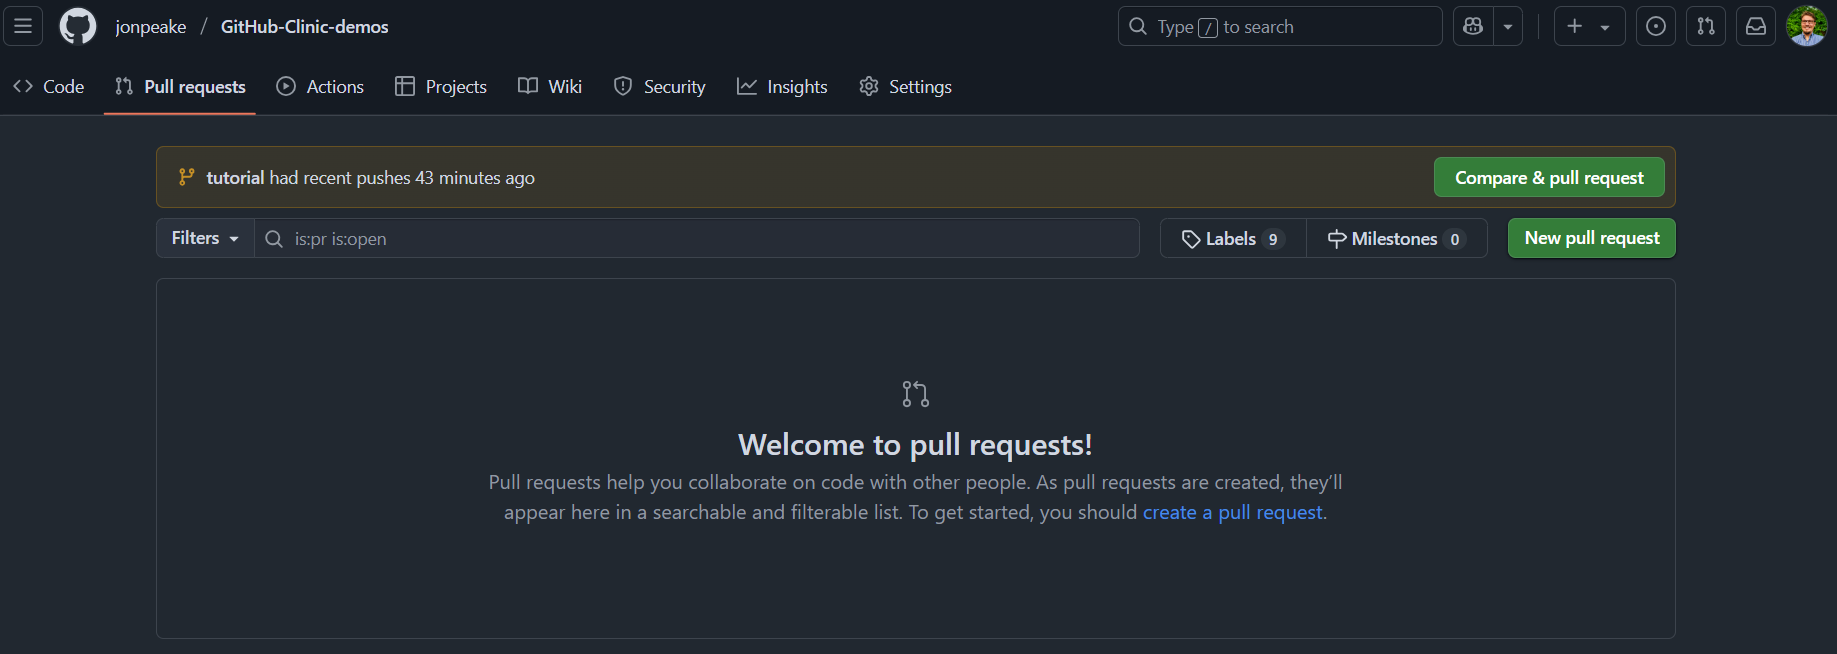 jonpeake / GitHub-Clinic-demos
Type / to search
Code Pull requests Actions Projects Wiki Security Insights Settings
tutorial had recent pushes 43 minutes ago
Compare & pull request
Filters
is:pr is:open
Labels 9
Milestones 0
New pull request
Welcome to pull requests!
Pull requests help you collaborate on code with other people. As pull requests are created, they’ll
appear here in a searchable and filterable list. To get started, you should create a pull request.